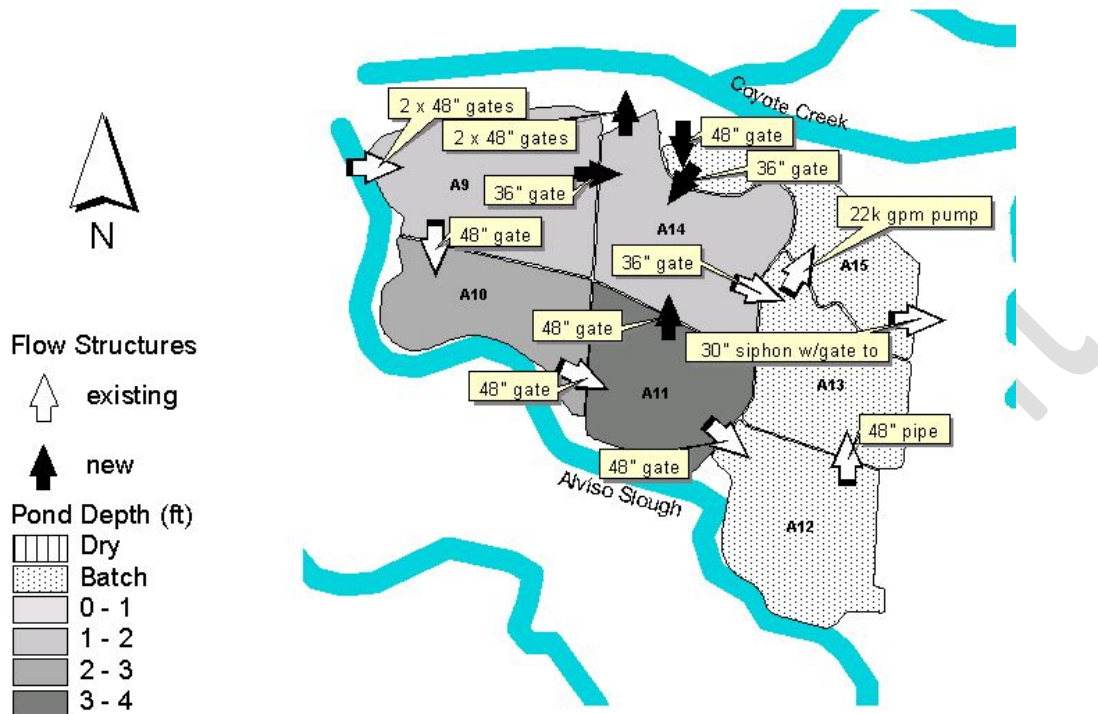 Coyote Creek
2 x 48" gates
2 x 48" gates
48" gate
36" gate
A9
36" gate
N
48" gate
A14
22k gpm pump
36" gate
A15
A10
48" gate
30" siphon w/gate to
Flow Structures
existing
48" gate
A11
A13
new
48" gate
48" pipe
Alviso Slough
A12
Pond Depth (ft)
Dry
Batch
0 - 1
1 - 2
2 - 3
3 - 4